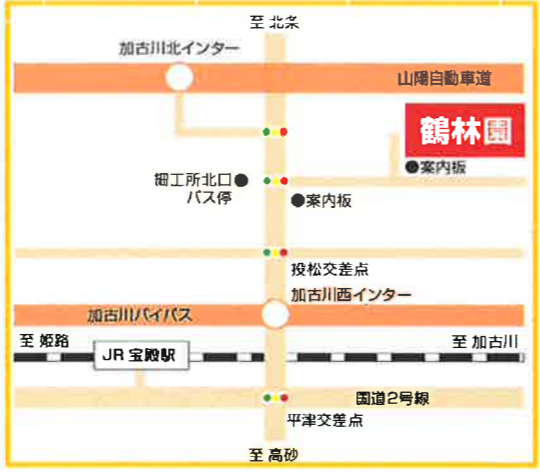 至 北条
加古川北インター
山陽自動車道
鶴林園
●案内板
細工所北口●
バス停
●案内板
投松交差点
加古川西インター
加古川バイパス
至 姫路
至 加古川
JR 宝殿駅
国道2号線
平津交差点
至 高砂